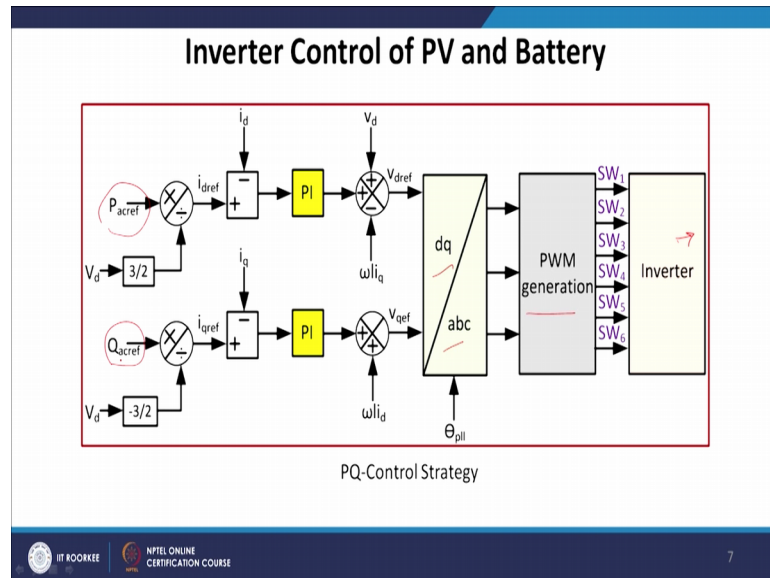 Inverter Control of PV and Battery
i_d
V_d
P_acref
i_dref
−
+
PI
V_dref
SW_1
V_d
3/2
ωli_q
SW_2
dq
SW_3
i_q
PWM
generation
Inverter
SW_4
abc
SW_5
Q_acref
i_qref
−
+
PI
V_qef
SW_6
V_d
-3/2
ωli_d
θ_pll
PQ-Control Strategy
IIT ROORKEE
NPTEL ONLINE
CERTIFICATION COURSE
7